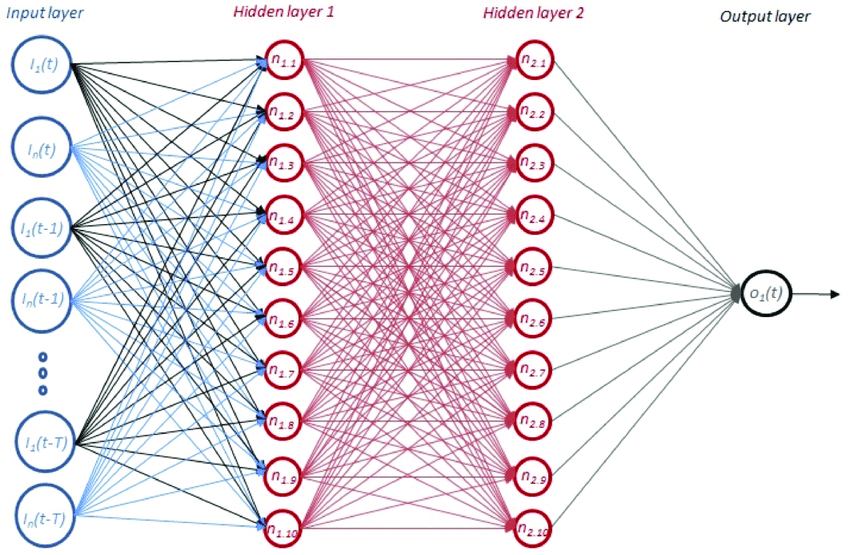 Input layer
Hidden layer 1
Hidden layer 2
Output layer
I₁(t)
Iₙ(t)
I₁(t-1)
Iₙ(t-1)
I₁(t-T)
Iₙ(t-T)
n₁.₁
n₁.₂
n₁.₃
n₁.₄
n₁.₅
n₁.₆
n₁.₇
n₁.₈
n₁.₉
n₁.₁₀
n₂.₁
n₂.₂
n₂.₃
n₂.₄
n₂.₅
n₂.₆
n₂.₇
n₂.₈
n₂.₉
n₂.₁₀
o₁(t)